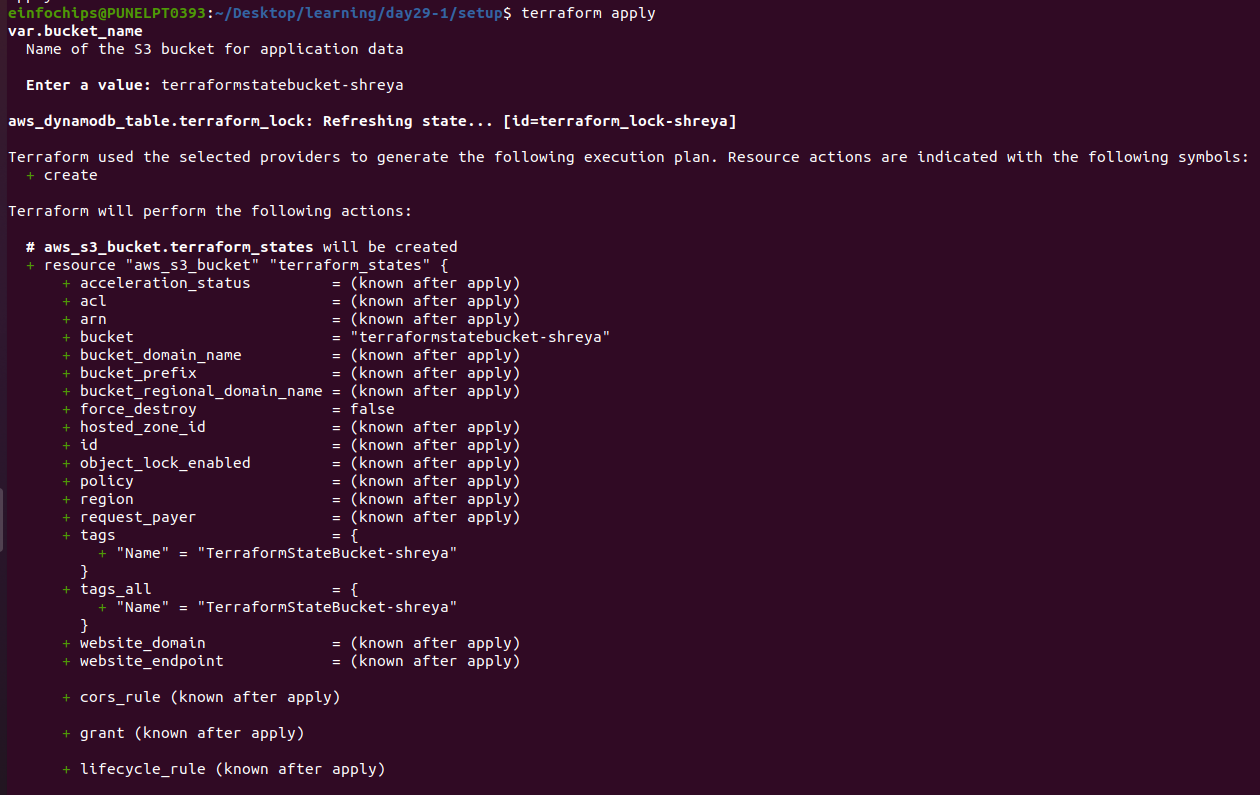 einfochips@PUNELPT0393:~/Desktop/learning/day29-1/setup$ terraform apply
var.bucket_name
  Name of the S3 bucket for application data
  Enter a value: terraformstatebucket-shreya
aws_dynamodb_table.terraform_lock: Refreshing state... [id=terraform_lock-shreya]
Terraform used the selected providers to generate the following execution plan. Resource actions are indicated with the following symbols:
  + create
Terraform will perform the following actions:
  # aws_s3_bucket.terraform_states will be created
  + resource "aws_s3_bucket" "terraform_states" {
      + acceleration_status         = (known after apply)
      + acl                         = (known after apply)
      + arn                         = (known after apply)
      + bucket                      = "terraformstatebucket-shreya"
      + bucket_domain_name          = (known after apply)
      + bucket_prefix               = (known after apply)
      + bucket_regional_domain_name = (known after apply)
      + force_destroy               = false
      + hosted_zone_id              = (known after apply)
      + id                          = (known after apply)
      + object_lock_enabled         = (known after apply)
      + policy                      = (known after apply)
      + region                      = (known after apply)
      + request_payer               = (known after apply)
      + tags                        = {
          + "Name" = "TerraformStateBucket-shreya"
        }
      + tags_all                    = {
          + "Name" = "TerraformStateBucket-shreya"
        }
      + website_domain              = (known after apply)
      + website_endpoint            = (known after apply)
      + cors_rule (known after apply)
      + grant (known after apply)
      + lifecycle_rule (known after apply)